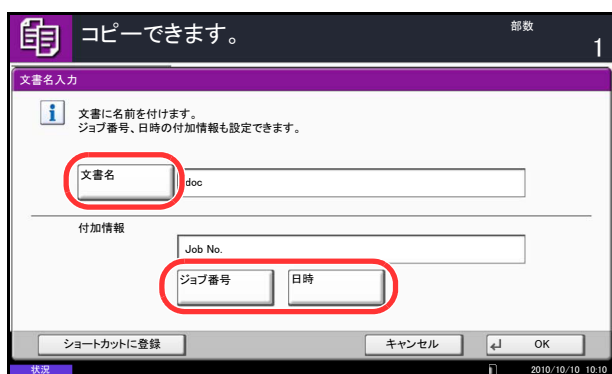 コピーできます。
部数
1
文書名入力
文書に名前を付けます。
ジョブ番号、日時の付加情報も設定できます。
文書名
doc
付加情報
Job No.
ジョブ番号
日時
ショートカットに登録
キャンセル
OK
状況
2010/10/10 10:10